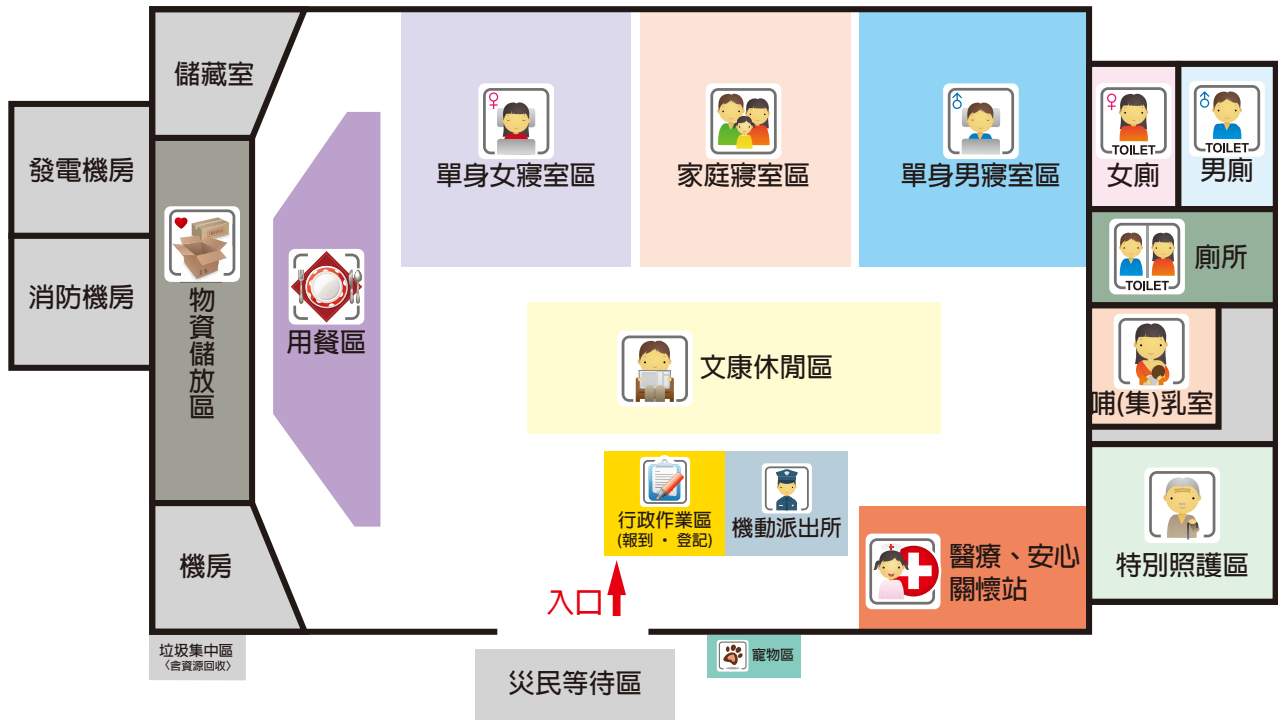 儲藏室
發電機房
消防機房
物資儲放區
機房
用餐區
單身女寢室區
家庭寢室區
單身男寢室區
TOILET
女廁
TOILET
男廁
TOILET
廁所
哺(集)乳室
特別照護區
文康休閒區
行政作業區
(報到 ・ 登記)
機動派出所
醫療、安心
關懷站
入口
垃圾集中區
〈含資源回收〉
災民等待區
寵物區